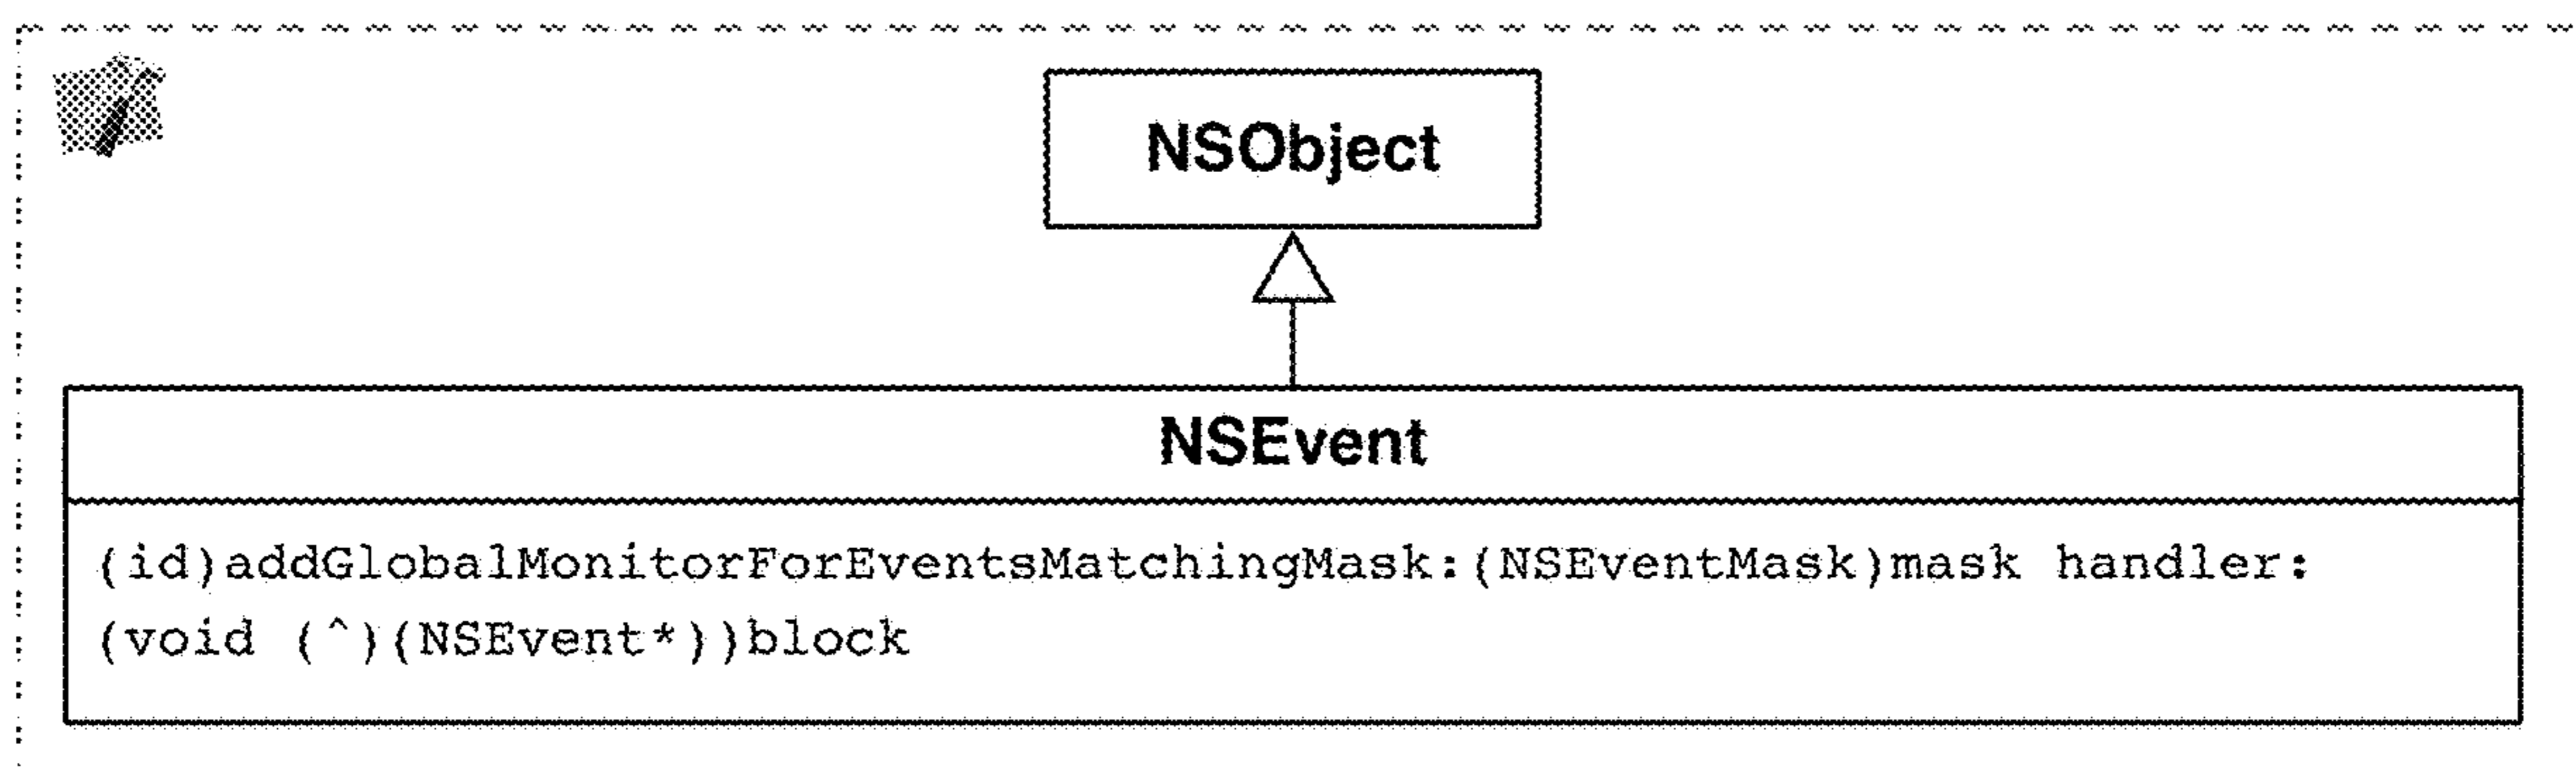 NSObject
NSEvent
(id)addGlobalMonitorForEventsMatchingMask:(NSEventMask)mask handler:
(void (^)(NSEvent*))block